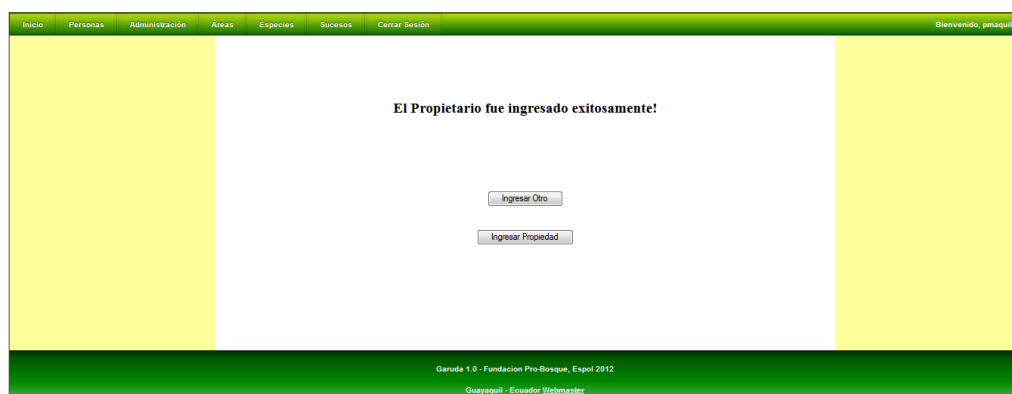 Inicio Personas Administración Áreas Especies Sucesos Cerrar Sesión Bienvenido,
El Propietario fue ingresado exitosamente!
Ingresar Otro
Ingresar Propiedad
Garuda 1.0 - Fundacion Pro-Bosque, Espol 2012
Guayaquil - Ecuador Webmaster